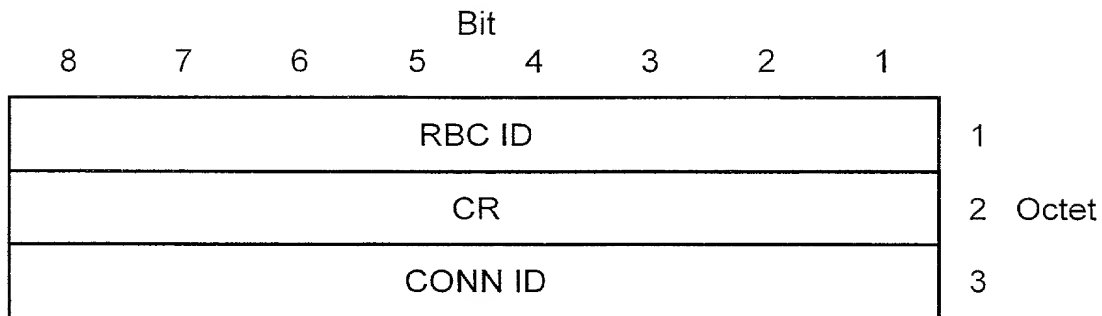 Bit
8 7 6 5 4 3 2 1
RBC ID 1
CR 2 Octet
CONN ID 3